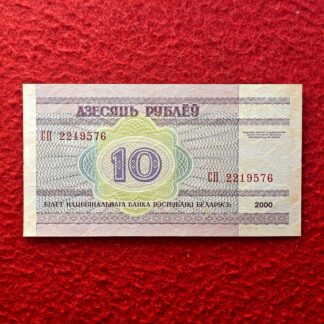 ДЗЕСЯЦЬ РУБЛЁЎ
СП 2219576
10
СП 2219576
БІЛЕТ НАЦЫЯНАЛЬНАГА БАНКА РЭСПУБЛІКІ БЕЛАРУСЬ
2000